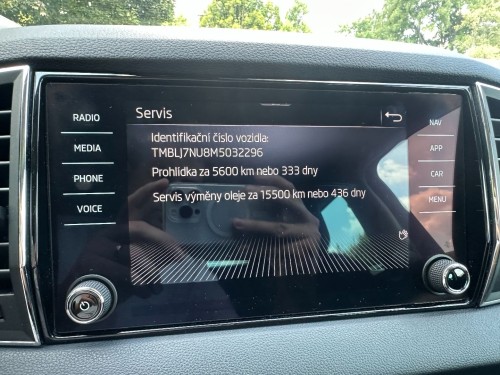 Servis
RADIO
MEDIA
PHONE
VOICE
Identifikační číslo vozidla:
TMBLJ7NU8M5032296
Prohlídka za 5600 km nebo 333 dny
Servis výměny oleje za 15500 km nebo 436 dny
NAV
APP
CAR
MENU